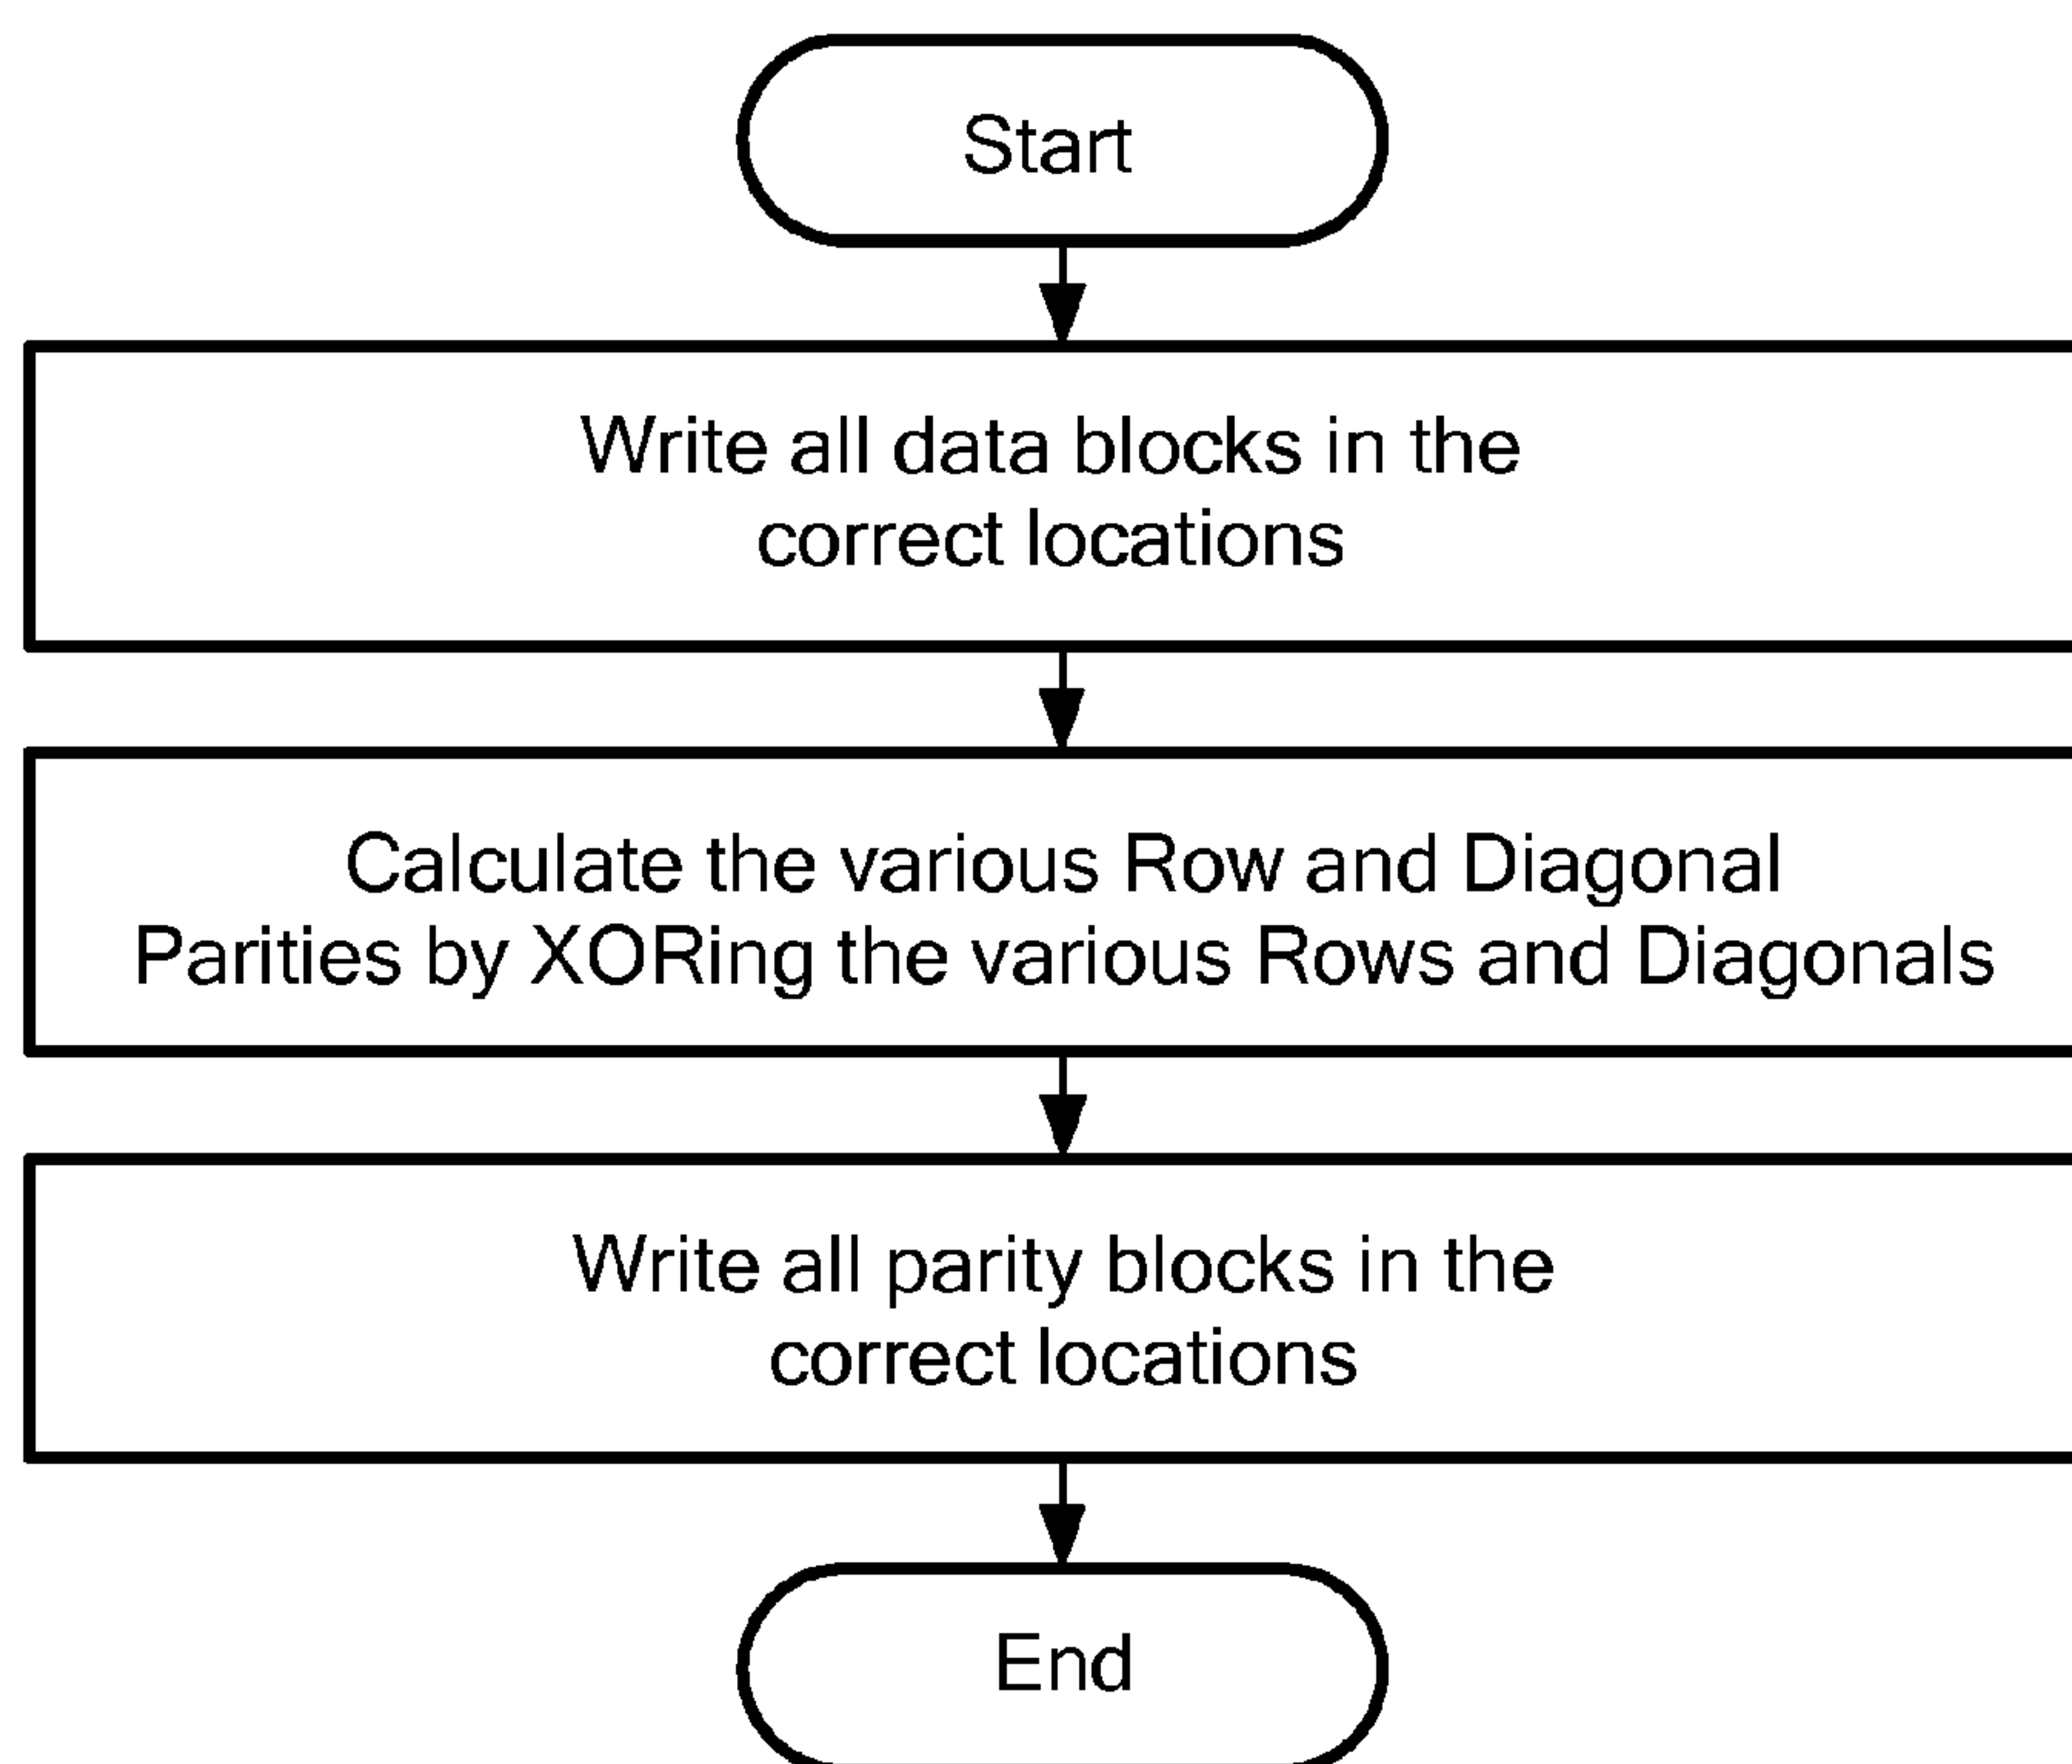 Start
Write all data blocks in the
correct locations
Calculate the various Row and Diagonal
Parities by XORing the various Rows and Diagonals
Write all parity blocks in the
correct locations
End